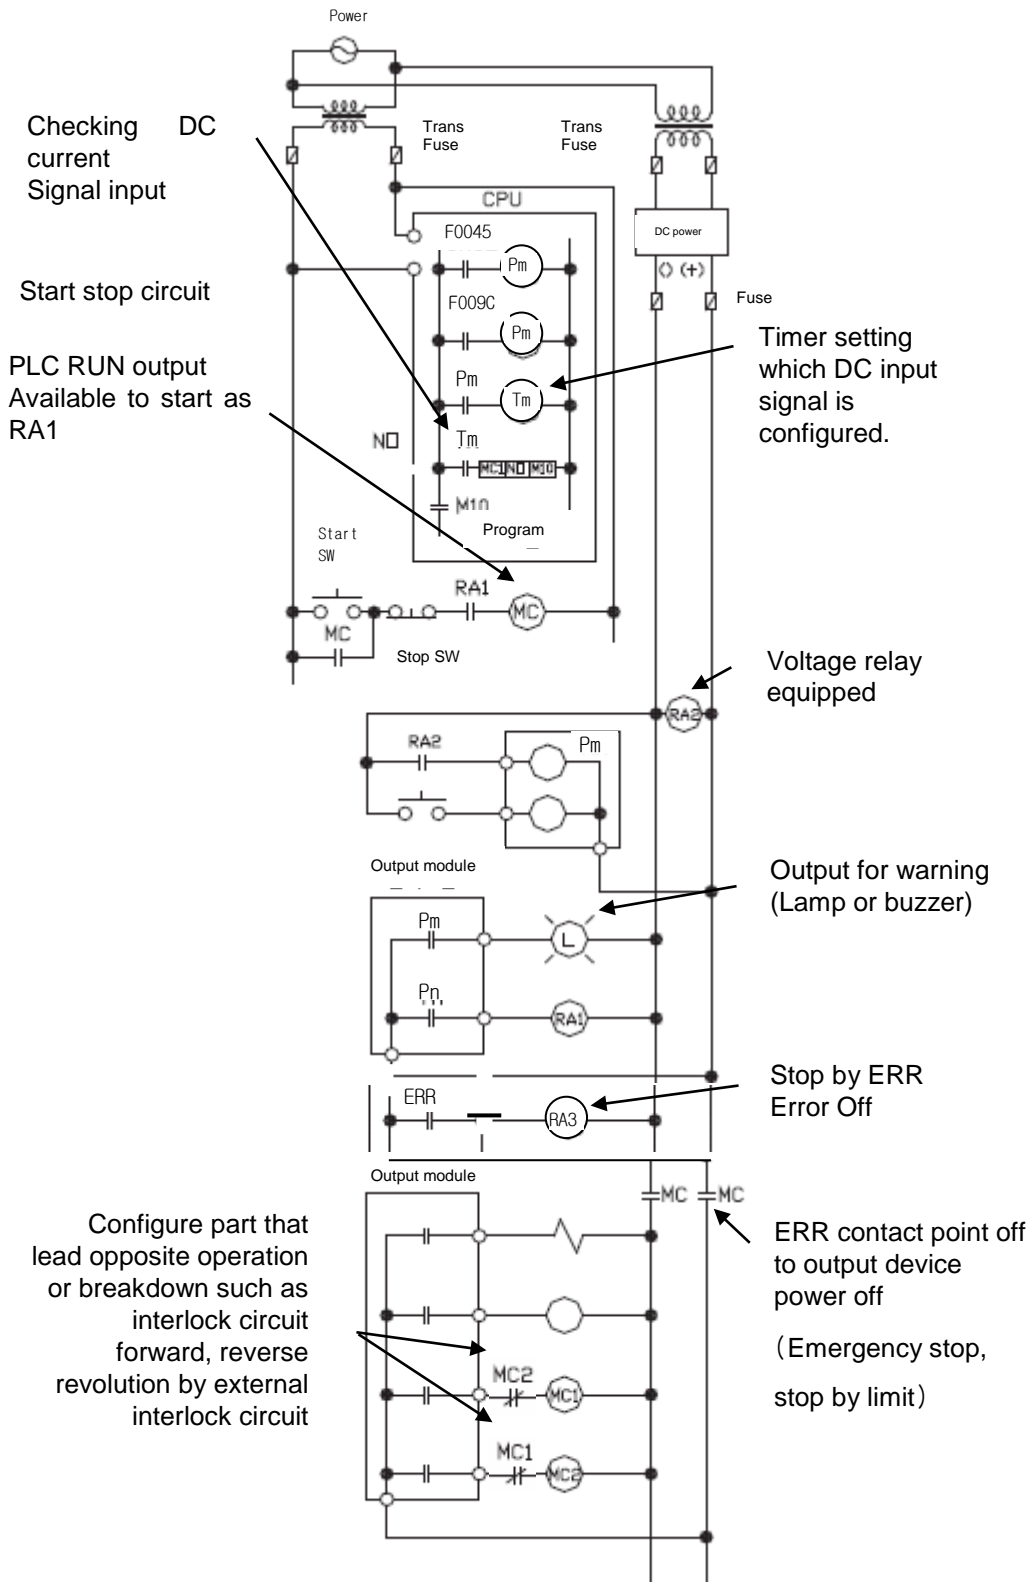 Power
Checking DC
current
Signal input
Trans
Fuse
Trans
Fuse
CPU
DC power
F0045
Pm
(-) (+)
Start stop circuit
Fuse
F009C
Pm
Timer setting
which DC input
signal is
configured.
PLC RUN output
Available to start as
RA1
Pm
Tm
Tm
MC1 M10
M10
Program
Start
SW
RA1
MC
MC
Stop SW
Voltage relay
equipped
RA2
RA2
Pm
Output module
Output for warning
(Lamp or buzzer)
Pm
L
Pn
RA1
Stop by ERR
Error Off
ERR
RA3
Output module
MC
MC
Configure part that
lead opposite operation
or breakdown such as
interlock circuit
forward, reverse
revolution by external
interlock circuit
ERR contact point off
to output device
power off
(Emergency stop,
stop by limit)
MC2
MC1
MC1
MC2